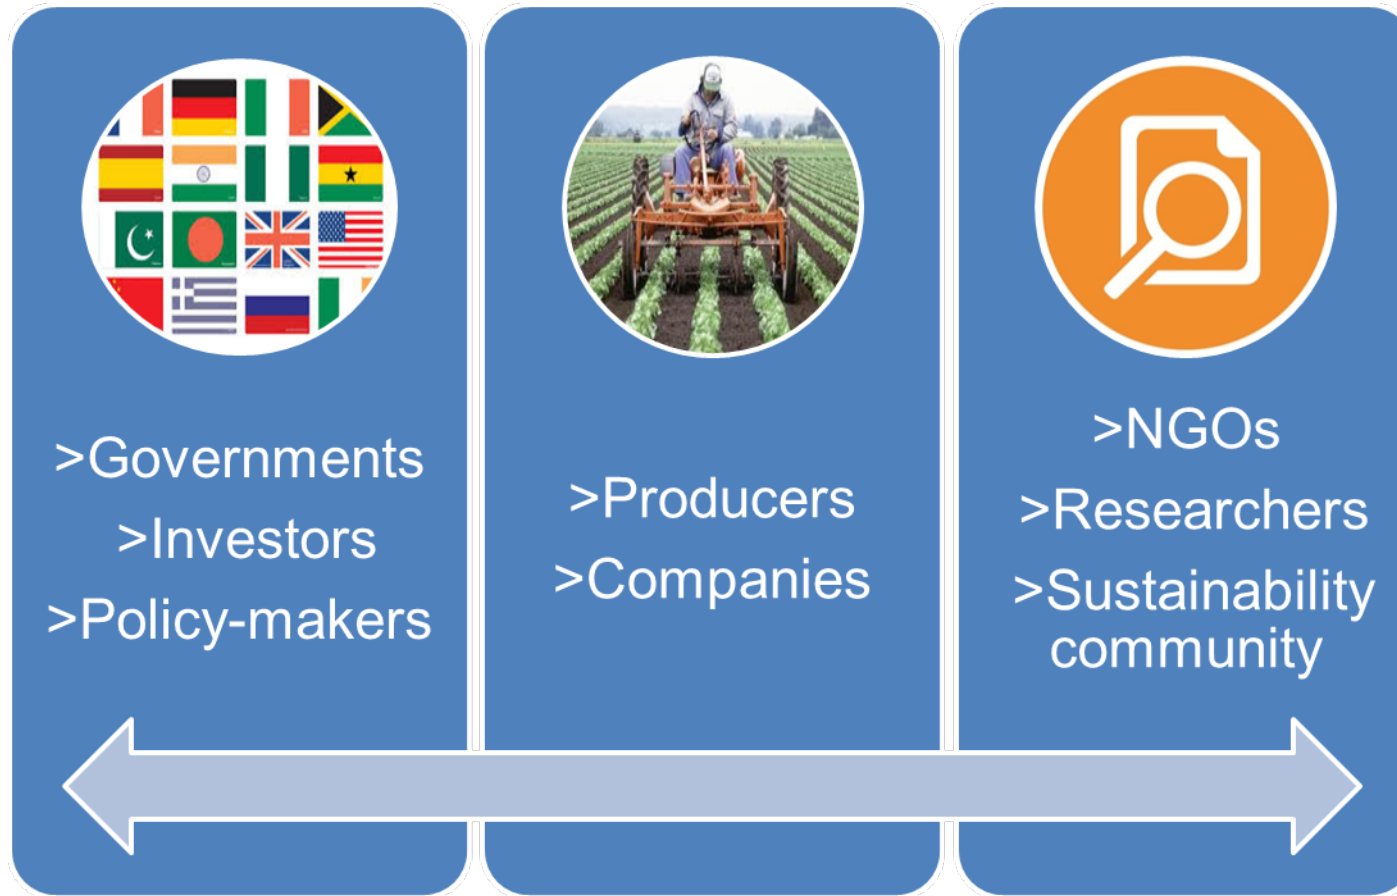 >Governments
>Investors
>Policy-makers
>Producers
>Companies
>NGOs
>Researchers
>Sustainability
community